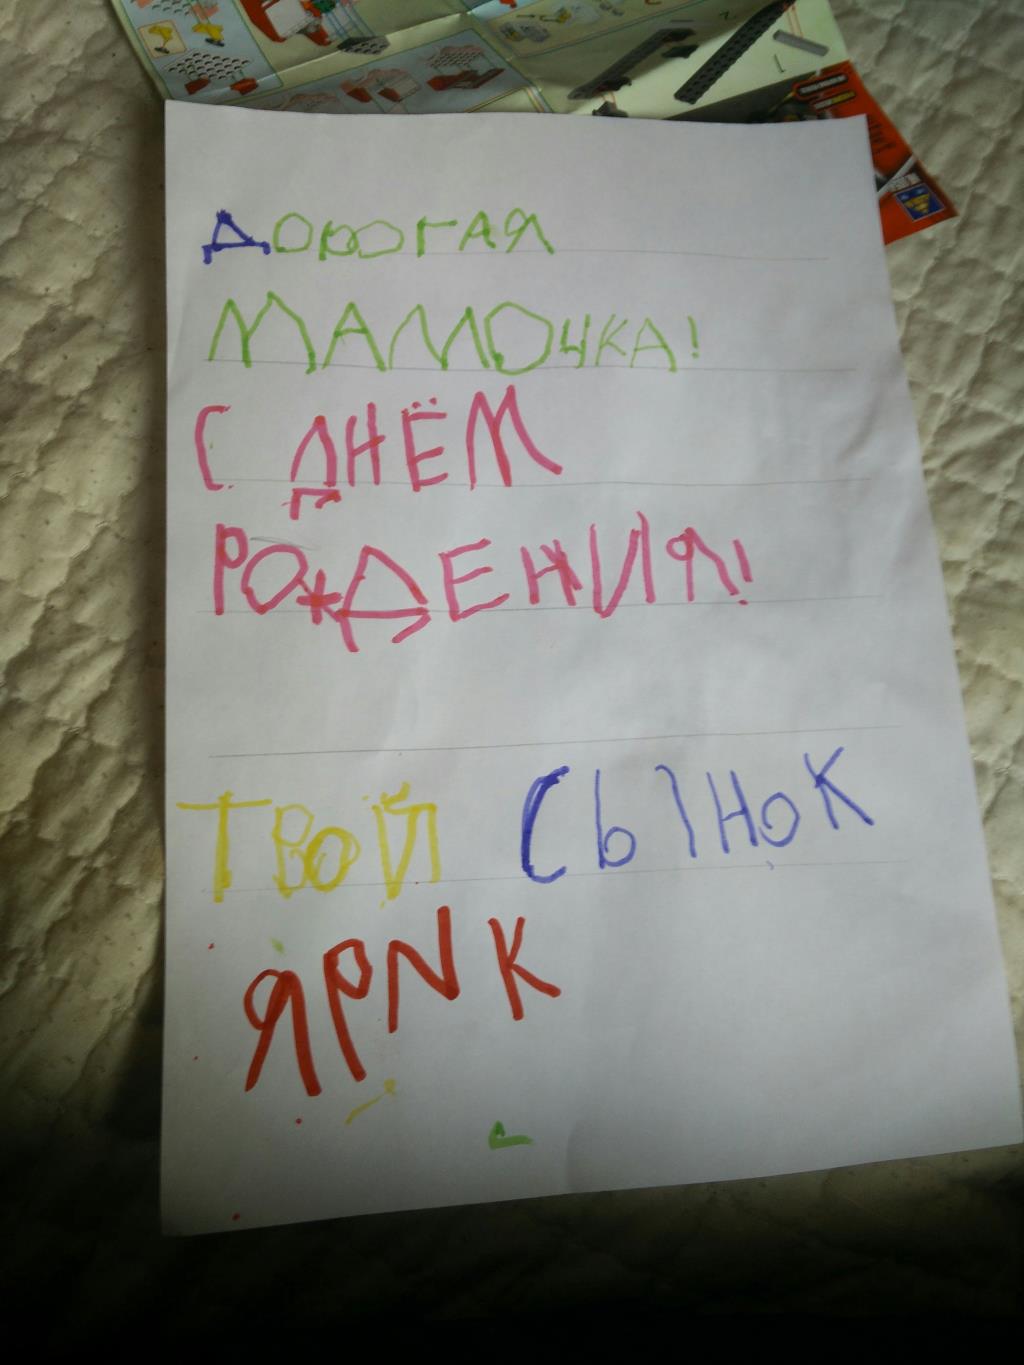 ДОРОГАЯ
МАМОЧКА!
С ДНЁМ
РОЖДЕНИЯ!
ТВОЙ СЫНОК
ЯРИК